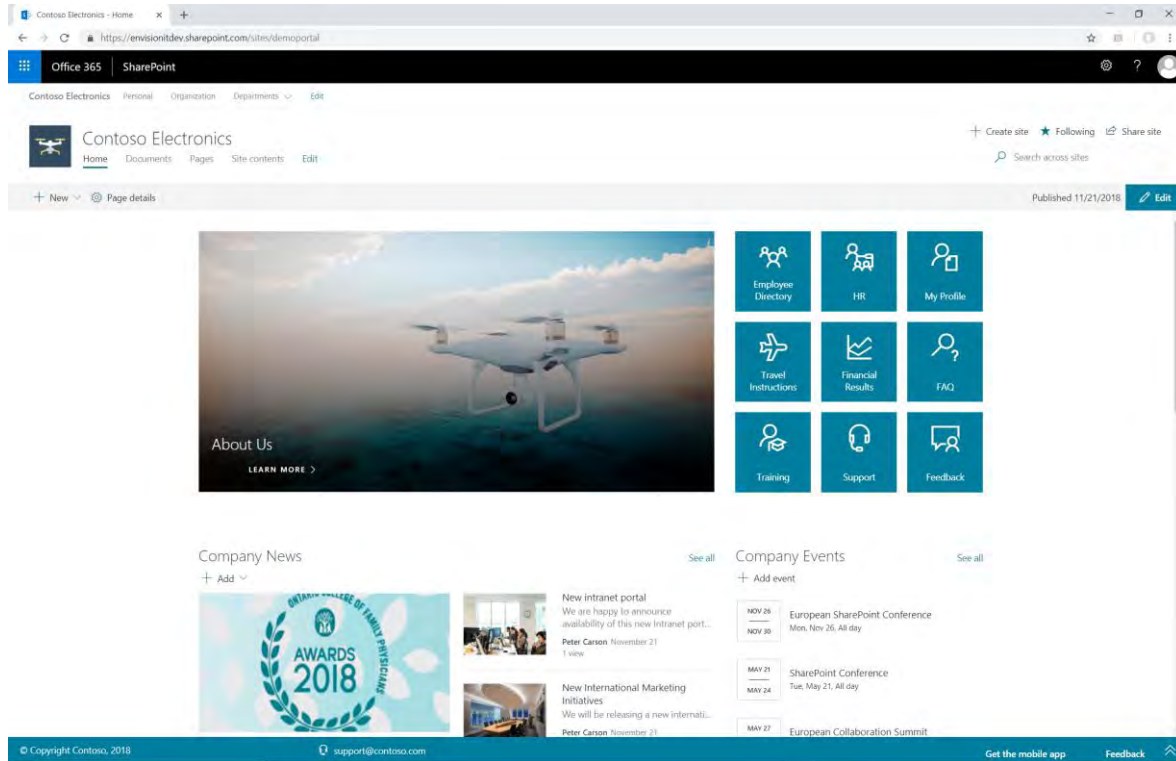 Contoso Electronics - Home
https://envisionitdev.sharepoint.com/sites/demoportal
Office 365 SharePoint
Contoso Electronics Personal Organization Departments Edit
Contoso Electronics
Home Documents Pages Site contents Edit
Create site Following Share site
Search across sites
New Page details
Published 11/21/2018 Edit
About Us
LEARN MORE
Employee
Directory
HR
My Profile
Travel
Instructions
Financial
Results
FAQ
Training
Support
Feedback
Company News
See all
Add
ONTARIO COLLEGE OF FAMILY PHYSICIANS
AWARDS
2018
New intranet portal
We are happy to announce
availability of this new Intranet port...
Peter Carson November 21
1 view
New International Marketing
Initiatives
We will be releasing a new internati...
Peter Carson November 21
Company Events
See all
Add event
NOV 26
NOV 30
European SharePoint Conference
Mon, Nov 26, All day
MAY 21
MAY 24
SharePoint Conference
Tue, May 21, All day
MAY 27
European Collaboration Summit
© Copyright Contoso, 2018
support@contoso.com
Get the mobile app
Feedback